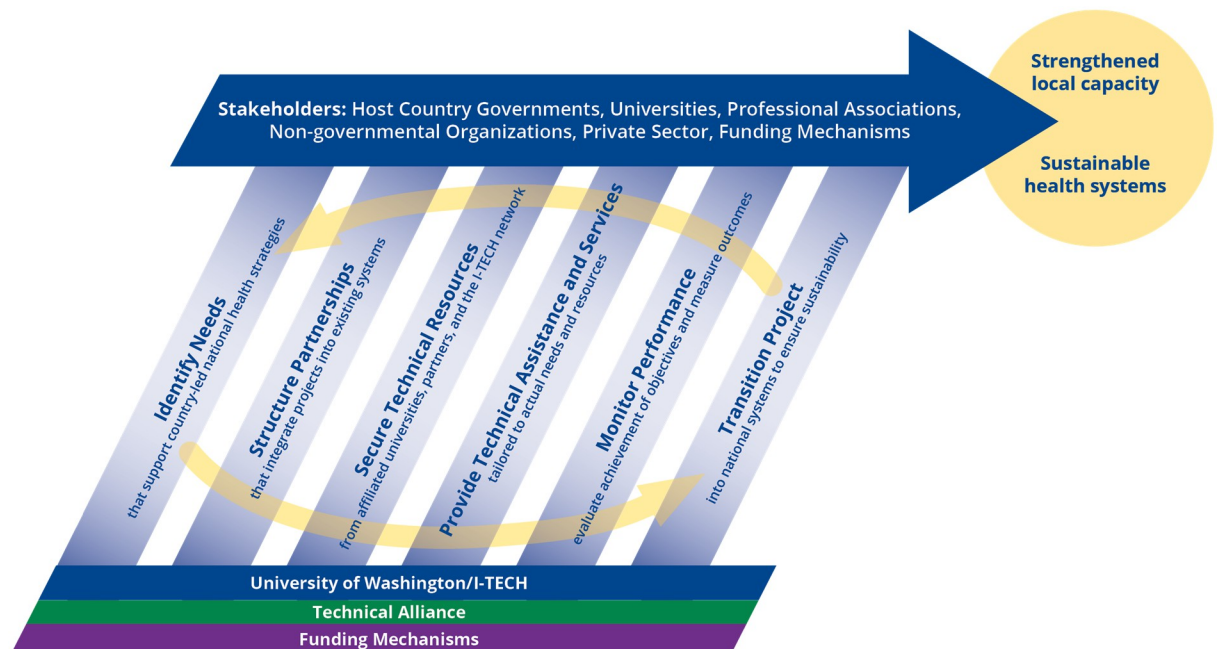 Strengthened
local capacity
Stakeholders: Host Country Governments, Universities, Professional Associations,
Non-governmental Organizations, Private Sector, Funding Mechanisms
Sustainable
health systems
Identify Needs
that support country-led national health strategies
Structure Partnerships
that integrate projects into existing systems
Secure Technical Resources
from affiliated universities, partners, and the I-TECH network
Provide Technical Assistance and Services
tailored to actual needs and resources
Monitor Performance
evaluate achievement of objectives and measure outcomes
Transition Project
into national systems to ensure sustainability
University of Washington/I-TECH
Technical Alliance
Funding Mechanisms